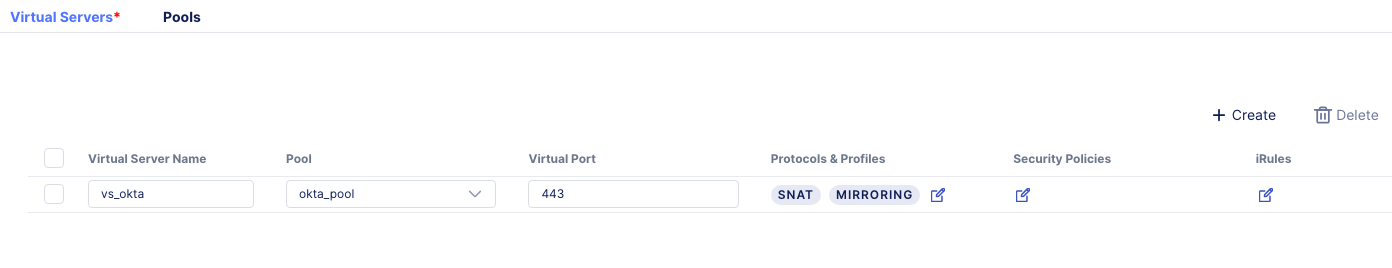 Virtual Servers* Pools
+ Create Delete
Virtual Server Name Pool Virtual Port Protocols & Profiles Security Policies iRules
vs_okta okta_pool 443 SNAT MIRRORING